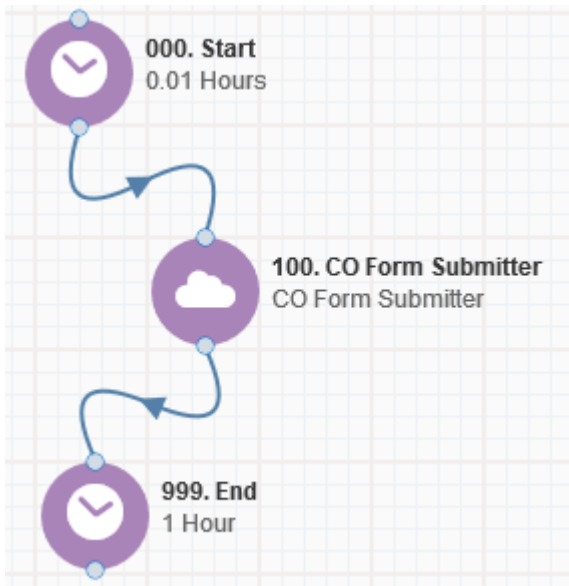 000. Start
0.01 Hours
100. CO Form Submitter
CO Form Submitter
999. End
1 Hour